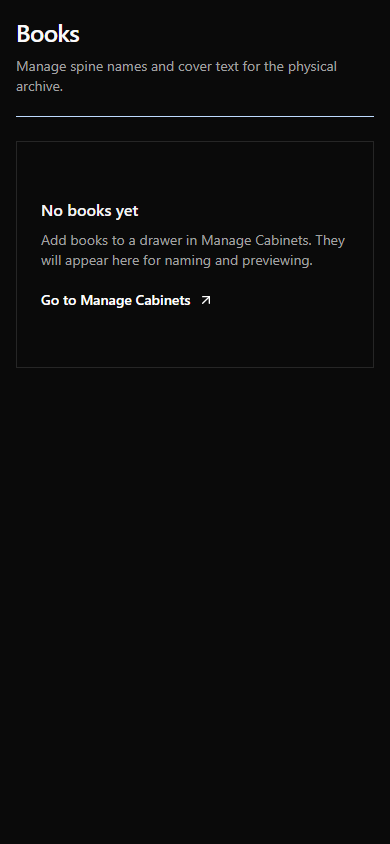 Books
Manage spine names and cover text for the physical
archive.
No books yet
Add books to a drawer in Manage Cabinets. They
will appear here for naming and previewing.
Go to Manage Cabinets